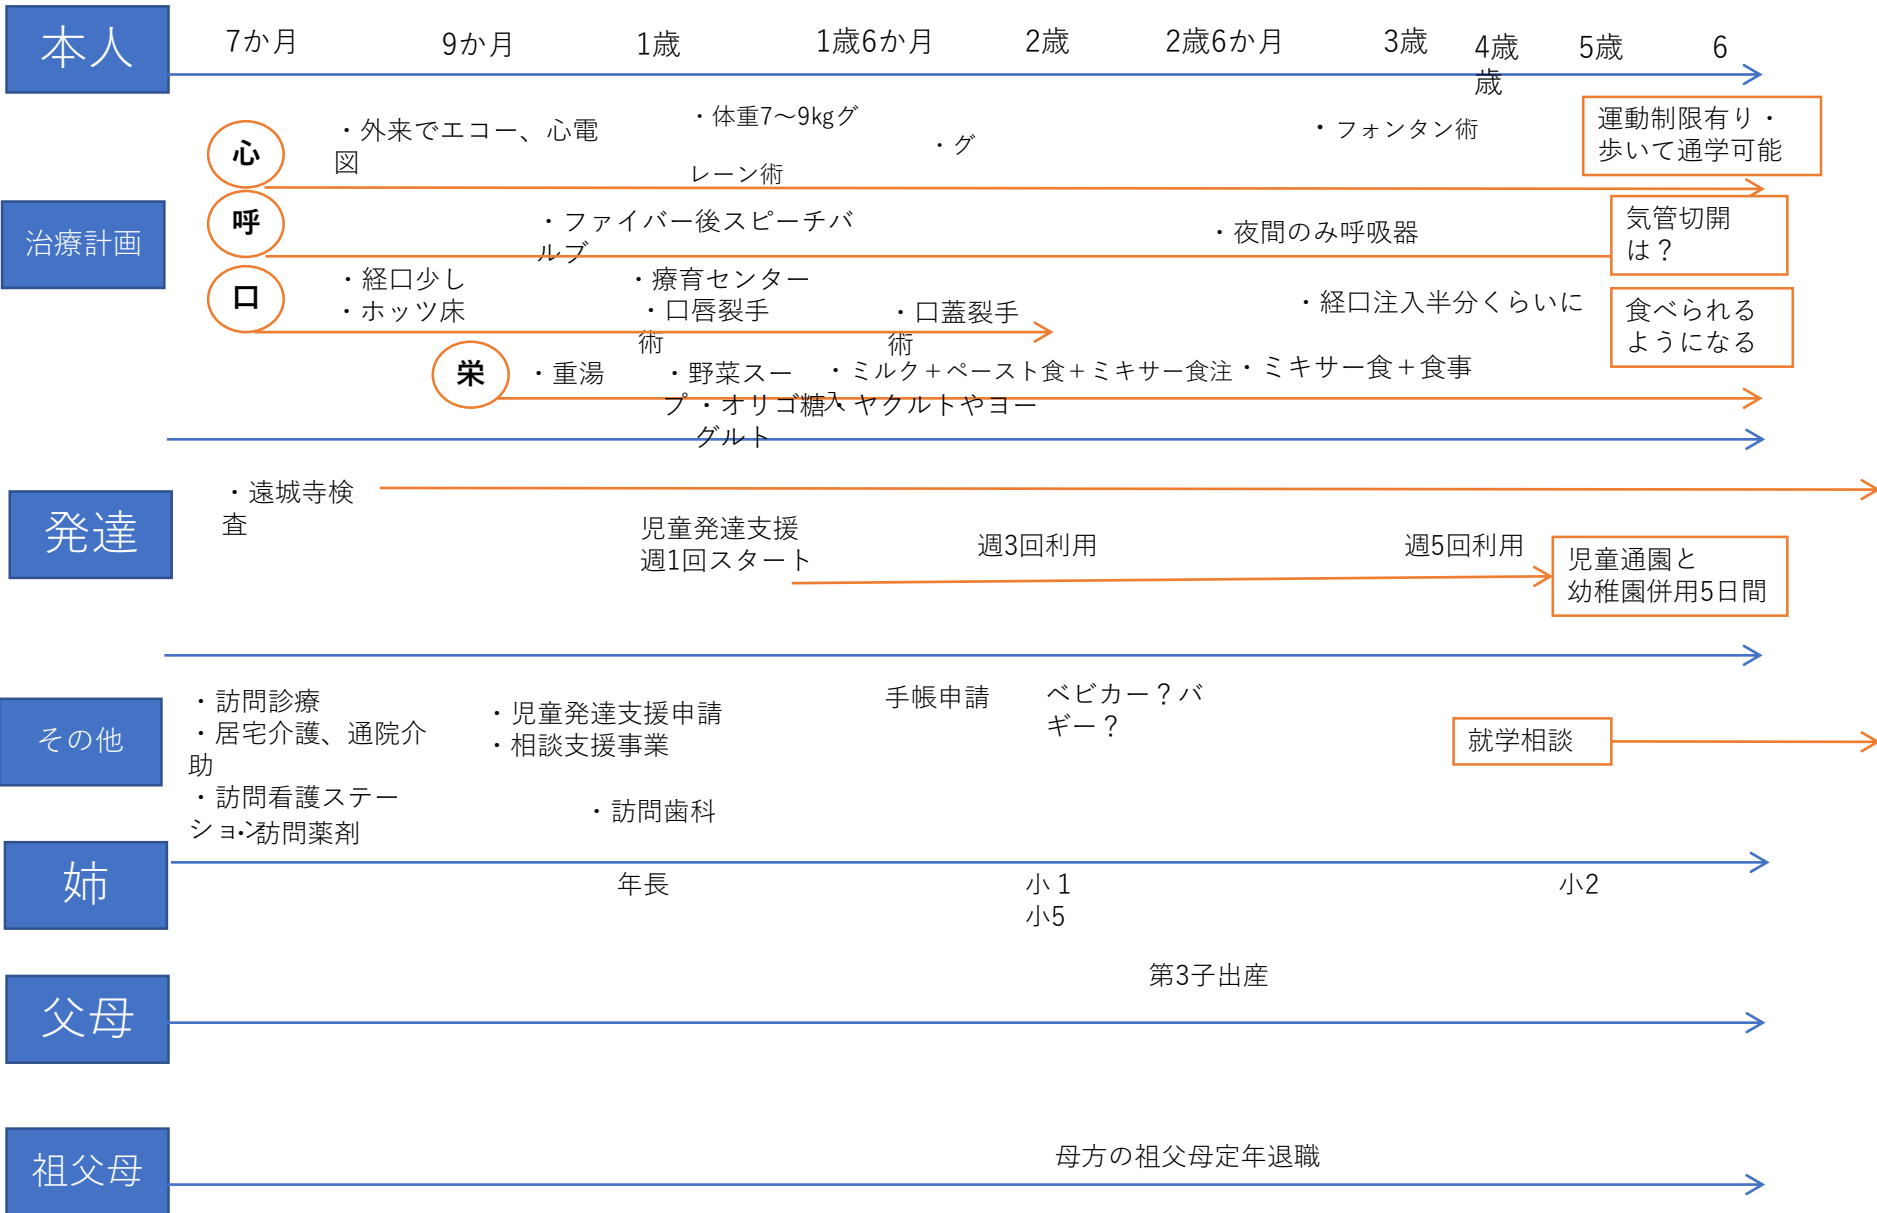 本人
7か月
9か月
1歳
1歳6か月
2歳
2歳6か月
3歳
4歳
歳
5歳
6
心
・外来でエコー、心電
図
・体重7～9kgグ
レーン術
・グ
・フォンタン術
運動制限有り・
歩いて通学可能
治療計画
呼
・ファイバー後スピーチバ
ルブ
・夜間のみ呼吸器
気管切開
は？
口
・経口少し
・ホッツ床
・療育センター
・口唇裂手
術
・口蓋裂手
術
・経口注入半分くらいに
食べられる
ようになる
栄
・重湯
・野菜スー
プ
・ミルク＋ペースト食＋ミキサー食注
入
・ミキサー食＋食事
・オリゴ糖・ヤクルトやヨー
グルト
発達
・遠城寺検
査
児童発達支援
週1回スタート
週3回利用
週5回利用
児童通園と
幼稚園併用5日間
その他
・訪問診療
・居宅介護、通院介
助
・訪問看護ステー
ション
・訪問薬剤
・児童発達支援申請
・相談支援事業
・訪問歯科
手帳申請
ベビカー？バ
ギー？
就学相談
姉
年長
小１
小5
小2
父母
第3子出産
祖父母
母方の祖父母定年退職